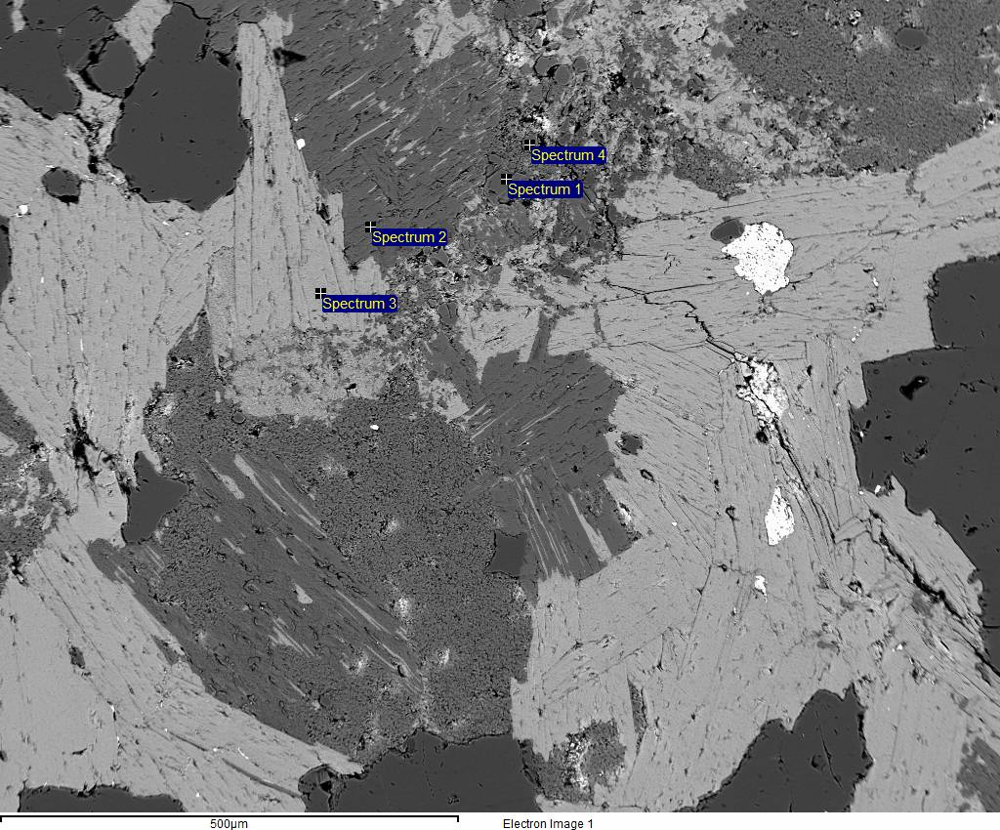 Spectrum 4
Spectrum 1
Spectrum 2
Spectrum 3
500µm
Electron Image 1